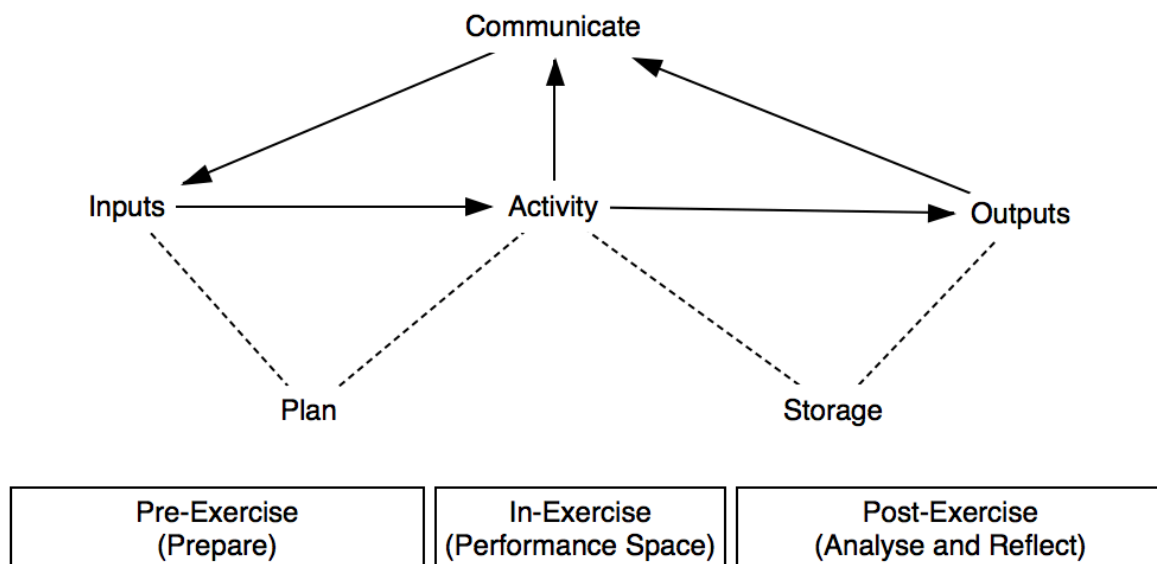 Communicate
Inputs
Activity
Outputs
Plan
Storage
Pre-Exercise
(Prepare)
In-Exercise
(Performance Space)
Post-Exercise
(Analyse and Reflect)